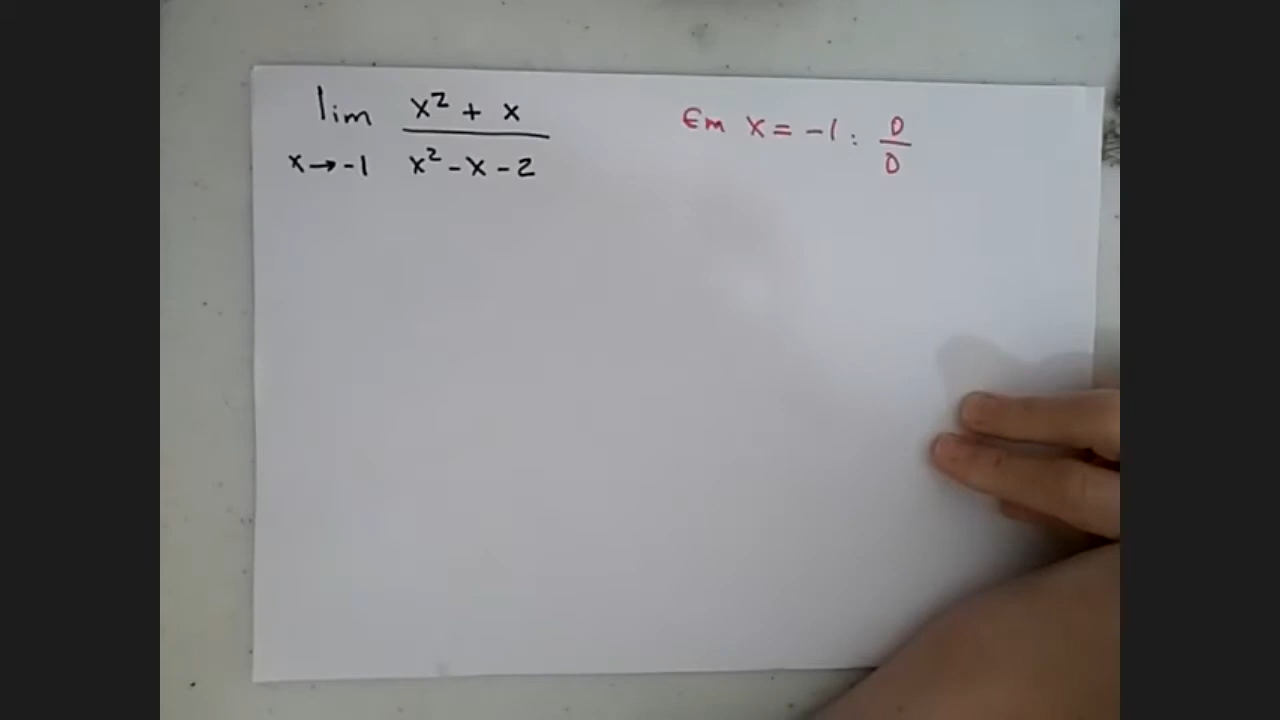 lim x² + x
x→-1 x² - x - 2
Em x = -1 : 0/0